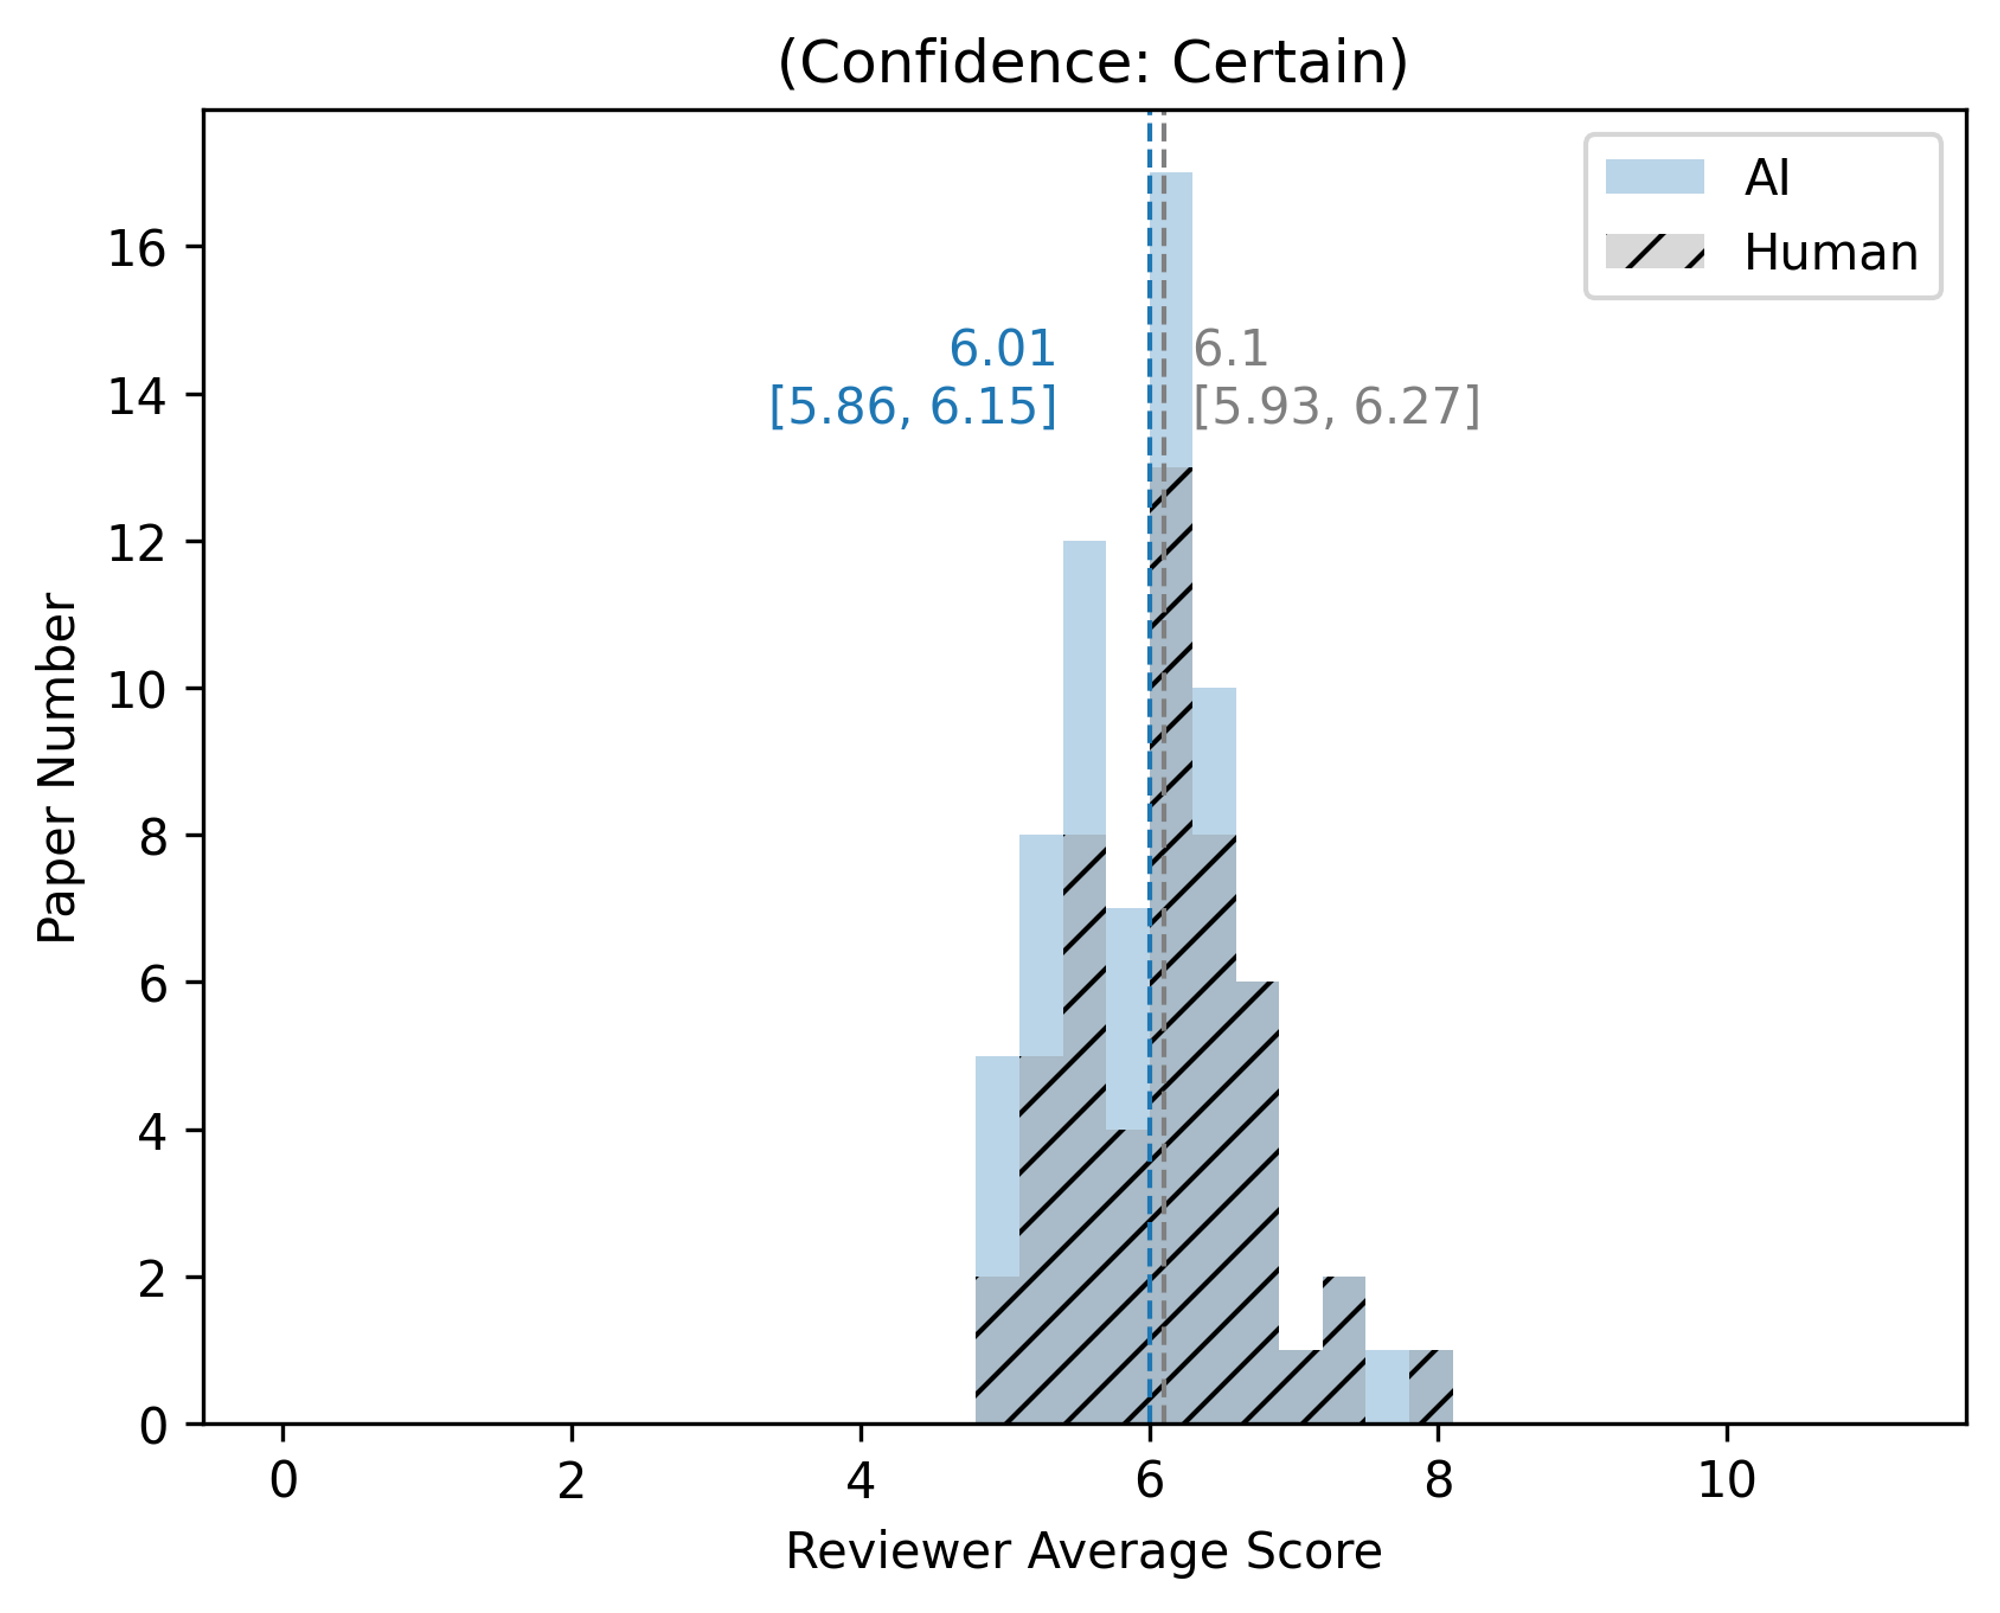 (Confidence: Certain)
AI
Human
6.01
[5.86, 6.15]
6.1
[5.93, 6.27]
16
14
12
10
8
6
4
2
0
Paper Number
0 2 4 6 8 10
Reviewer Average Score